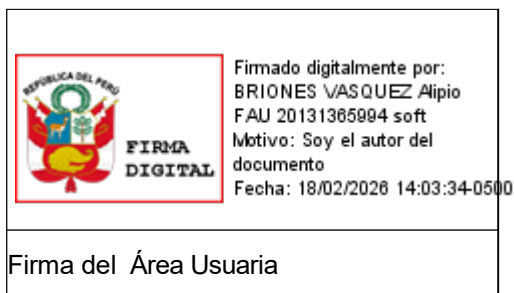 REPÚBLICA DEL PERÚ
FIRMA
DIGITAL
Firmado digitalmente por:
BRIONES VASQUEZ Alipio
FAU 20131365994 soft
Motivo: Soy el autor del
documento
Fecha: 18/02/2026 14:03:34-0500
Firma del Área Usuaria